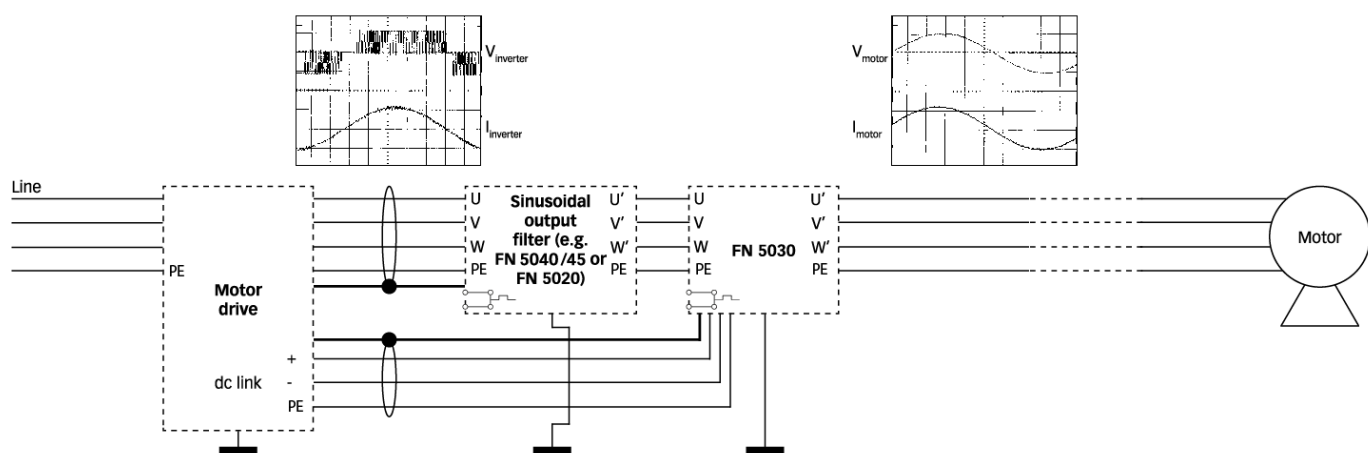 V inverter
I inverter
V motor
I motor
Line
PE
Motor
drive
+
dc link -
PE
U
V
W
PE
Sinusoidal
output
filter (e.g.
FN 5040/45 or
FN 5020)
U'
V'
W'
PE
U
V
W
PE
FN 5030
U'
V'
W'
PE
Motor